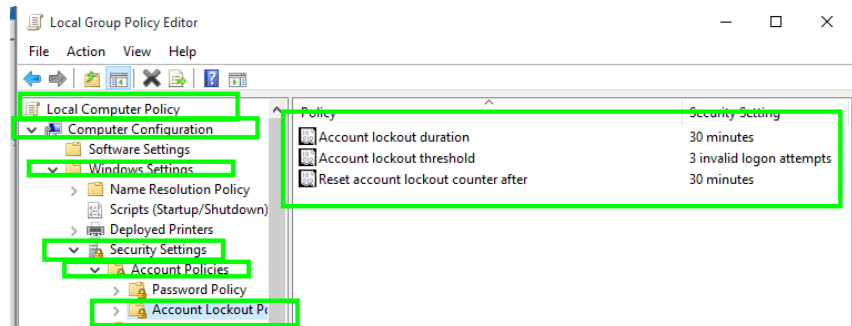 Local Group Policy Editor
File Action View Help
Local Computer Policy
Computer Configuration
Software Settings
Windows Settings
Name Resolution Policy
Scripts (Startup/Shutdown)
Deployed Printers
Security Settings
Account Policies
Password Policy
Account Lockout Po
Policy Security Setting
Account lockout duration 30 minutes
Account lockout threshold 3 invalid logon attempts
Reset account lockout counter after 30 minutes